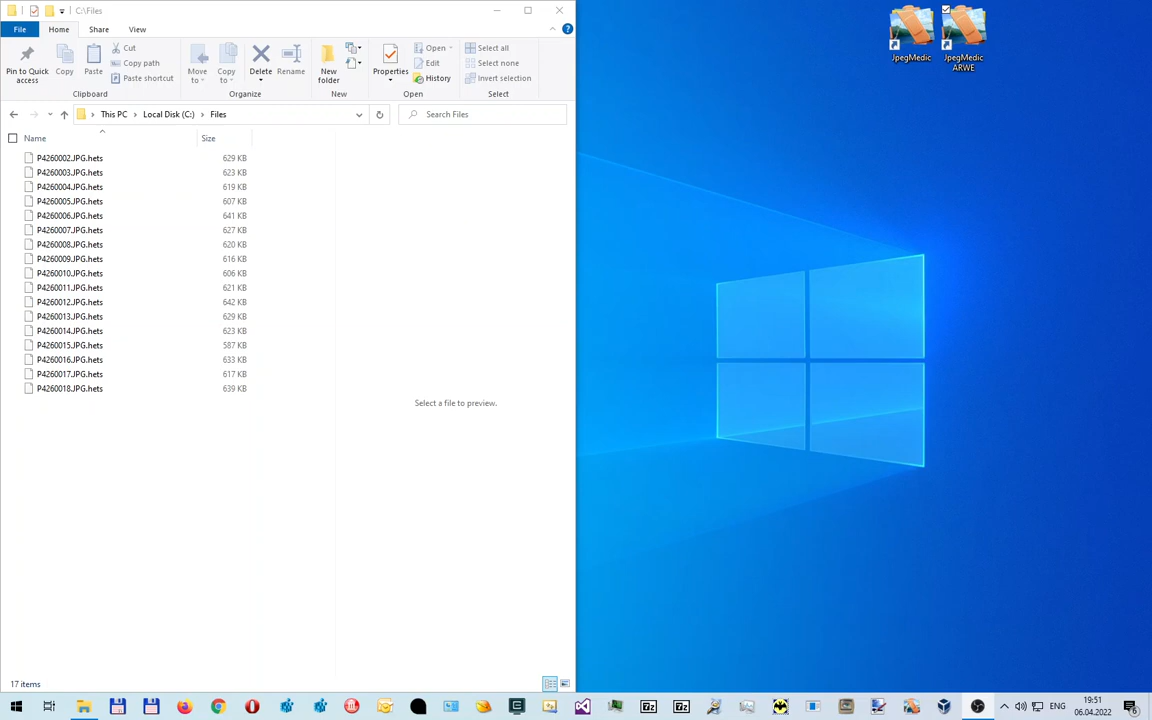 C:\Files
File Home Share View
Pin to Quick access
Copy
Paste
Cut
Copy path
Paste shortcut
Clipboard
Move to
Copy to
Delete
Rename
Organize
New folder
New
Properties
Open
Edit
History
Open
Select all
Select none
Invert selection
Select
This PC Local Disk (C:) Files
Search Files
Name Size
P4260002.JPG.hets 629 KB
P4260003.JPG.hets 623 KB
P4260004.JPG.hets 619 KB
P4260005.JPG.hets 607 KB
P4260006.JPG.hets 641 KB
P4260007.JPG.hets 627 KB
P4260008.JPG.hets 620 KB
P4260009.JPG.hets 616 KB
P4260010.JPG.hets 606 KB
P4260011.JPG.hets 621 KB
P4260012.JPG.hets 642 KB
P4260013.JPG.hets 629 KB
P4260014.JPG.hets 623 KB
P4260015.JPG.hets 587 KB
P4260016.JPG.hets 633 KB
P4260017.JPG.hets 617 KB
P4260018.JPG.hets 639 KB
Select a file to preview.
17 items
JpegMedic
JpegMedic
ARWE
7z 7z
ENG
19:51
06.04.2022
6